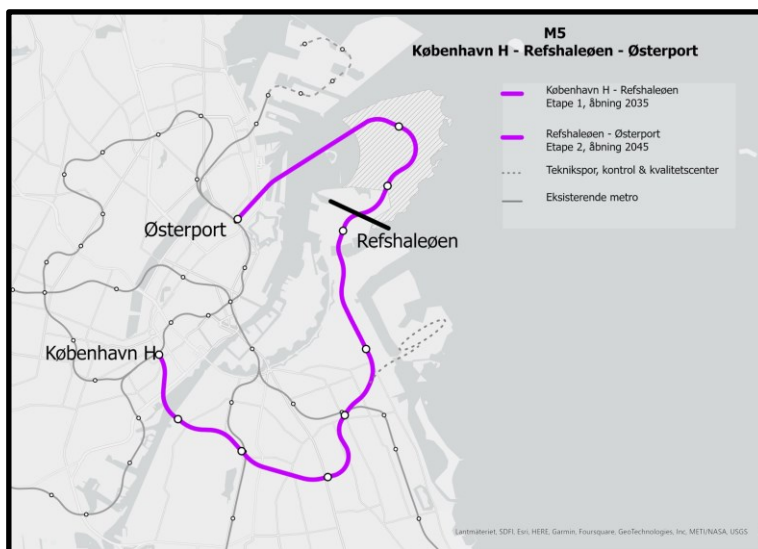 M5
København H - Refshaleøen - Østerport
København H - Refshaleøen
Etape 1, åbning 2035
Refshaleøen - Østerport
Etape 2, åbning 2045
Teknikspor, kontrol & kvalitetscenter
Eksisterende metro
Østerport
Refshaleøen
København H
Lantmäteriet, SDFI, Esri, HERE, Garmin, Foursquare, GeoTechnologies, Inc, METI/NASA, USGS